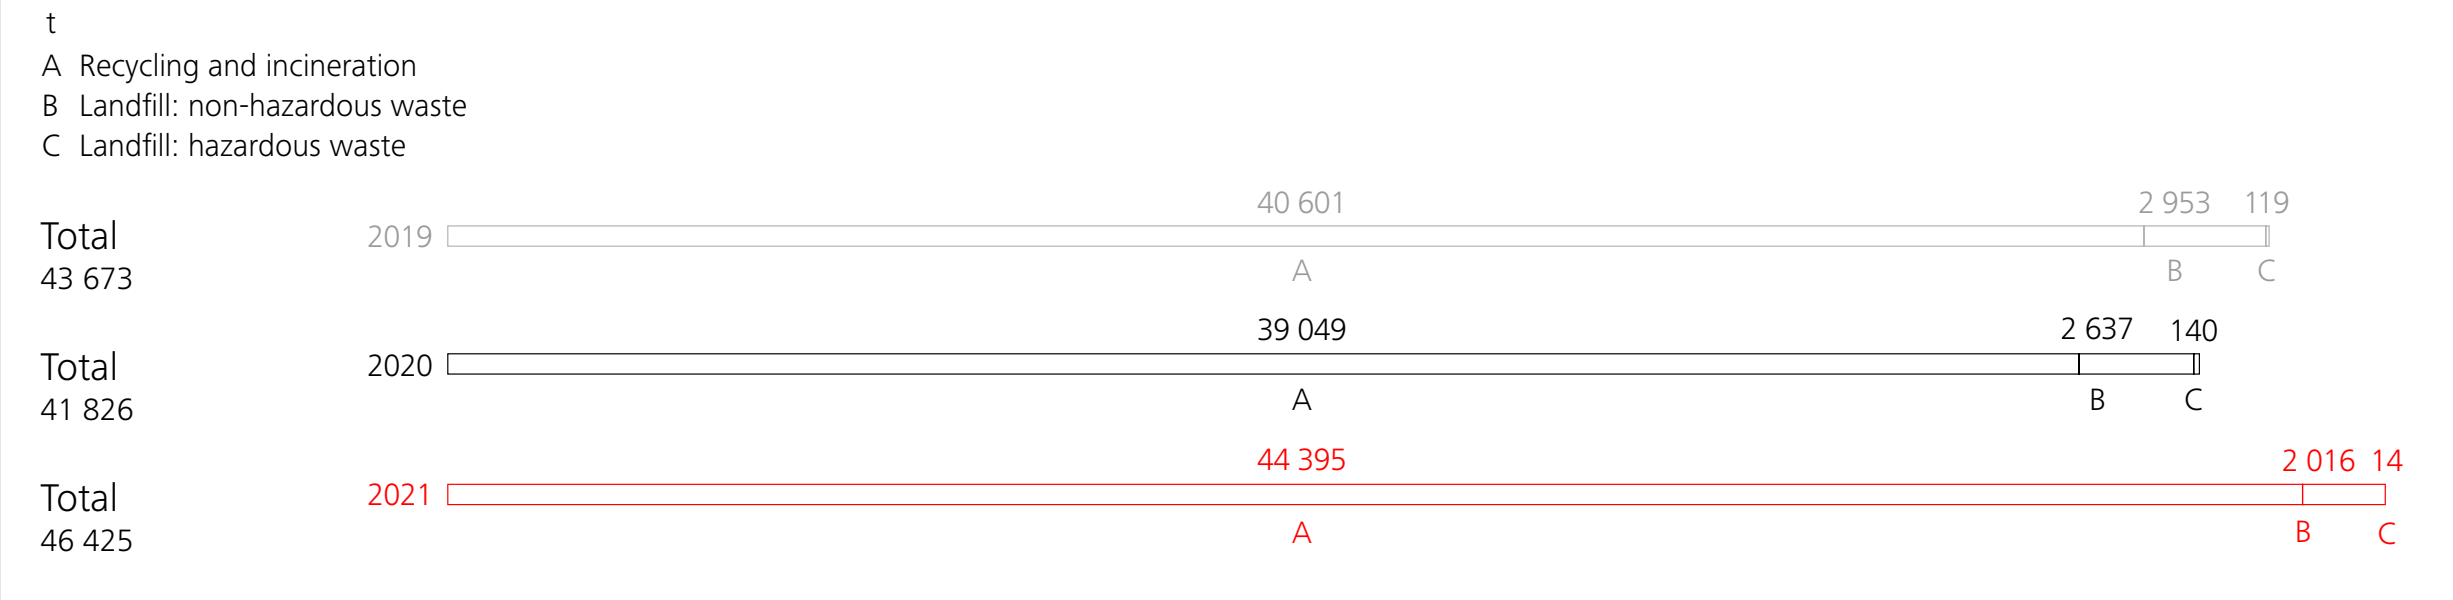 t
A Recycling and incineration
B Landfill: non-hazardous waste
C Landfill: hazardous waste
40 601 2 953 119
Total 2019
43 673 A B C
39 049 2 637 140
Total 2020
41 826 A B C
44 395 2 016 14
Total 2021
46 425 A B C